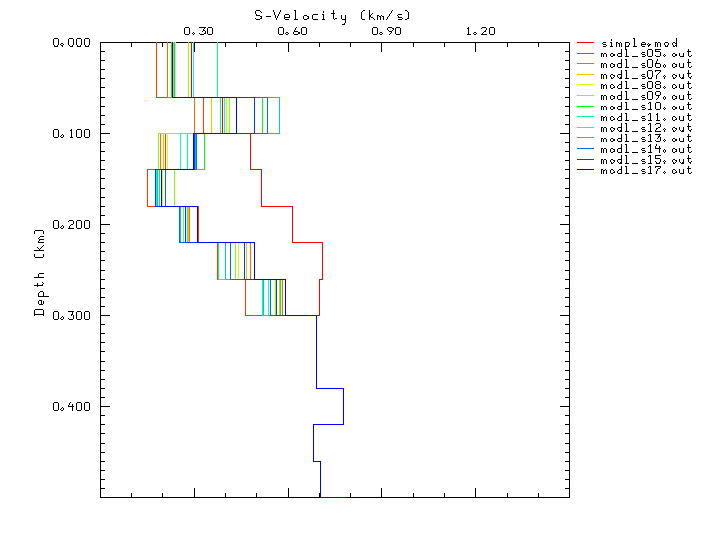 S-Velocity (km/s)
0.30 0.60 0.90 1.20
0.000
0.100
0.200
0.300
0.400
Depth (km)
simple.mod
modl_s05.out
modl_s06.out
modl_s07.out
modl_s08.out
modl_s09.out
modl_s10.out
modl_s11.out
modl_s12.out
modl_s13.out
modl_s14.out
modl_s15.out
modl_s17.out